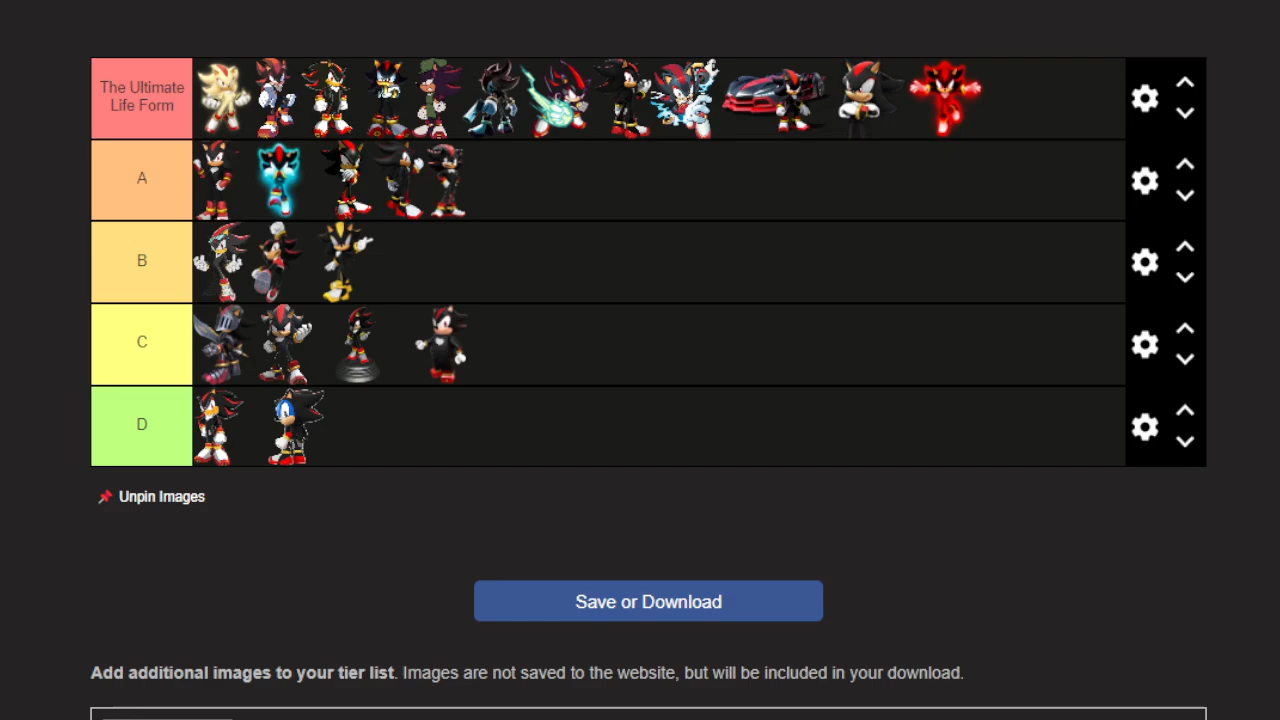 The Ultimate
Life Form
A
B
C
D
Unpin Images
Save or Download
Add additional images to your tier list. Images are not saved to the website, but will be included in your download.